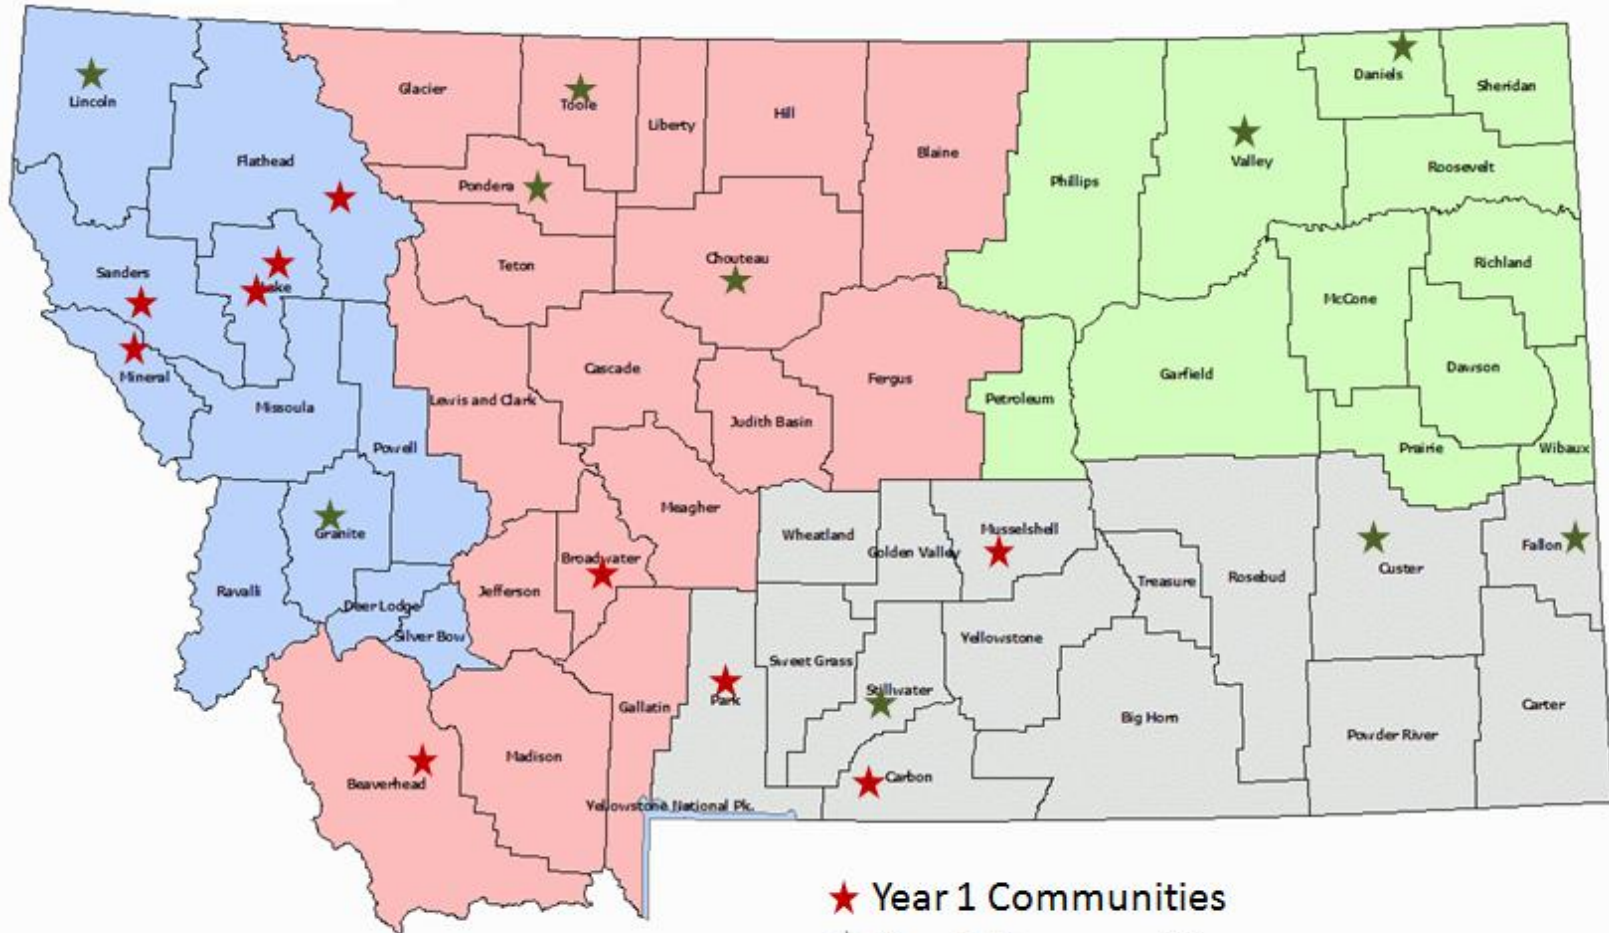 Lincoln
Glacier
Toole
Liberty
Hill
Blaine
Phillips
Valley
Daniels
Sheridan
Roosevelt
Flathead
Pondera
Teton
Chouteau
Sanders
Lake
Mineral
Missoula
Powell
Lewis and Clark
Cascade
Judith Basin
Fergus
Petroleum
Garfield
McCone
Richland
Dawson
Prairie
Wibaux
Granite
Ravalli
Deer Lodge
Silver Bow
Jefferson
Broadwater
Meagher
Wheatland
Golden Valley
Musselshell
Treasure
Rosebud
Custer
Fallon
Beaverhead
Madison
Gallatin
Park
Sweet Grass
Stillwater
Yellowstone
Carbon
Big Horn
Powder River
Carter
Yellowstone National Pk.
Year 1 Communities